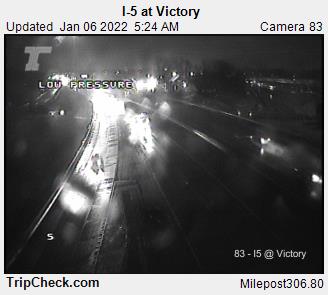 I-5 at Victory
Updated Jan 06 2022 5:24 AM Camera 83
T
LOW PRESSURE
S
83 - I5 @ Victory
TripCheck.com Milepost306.80